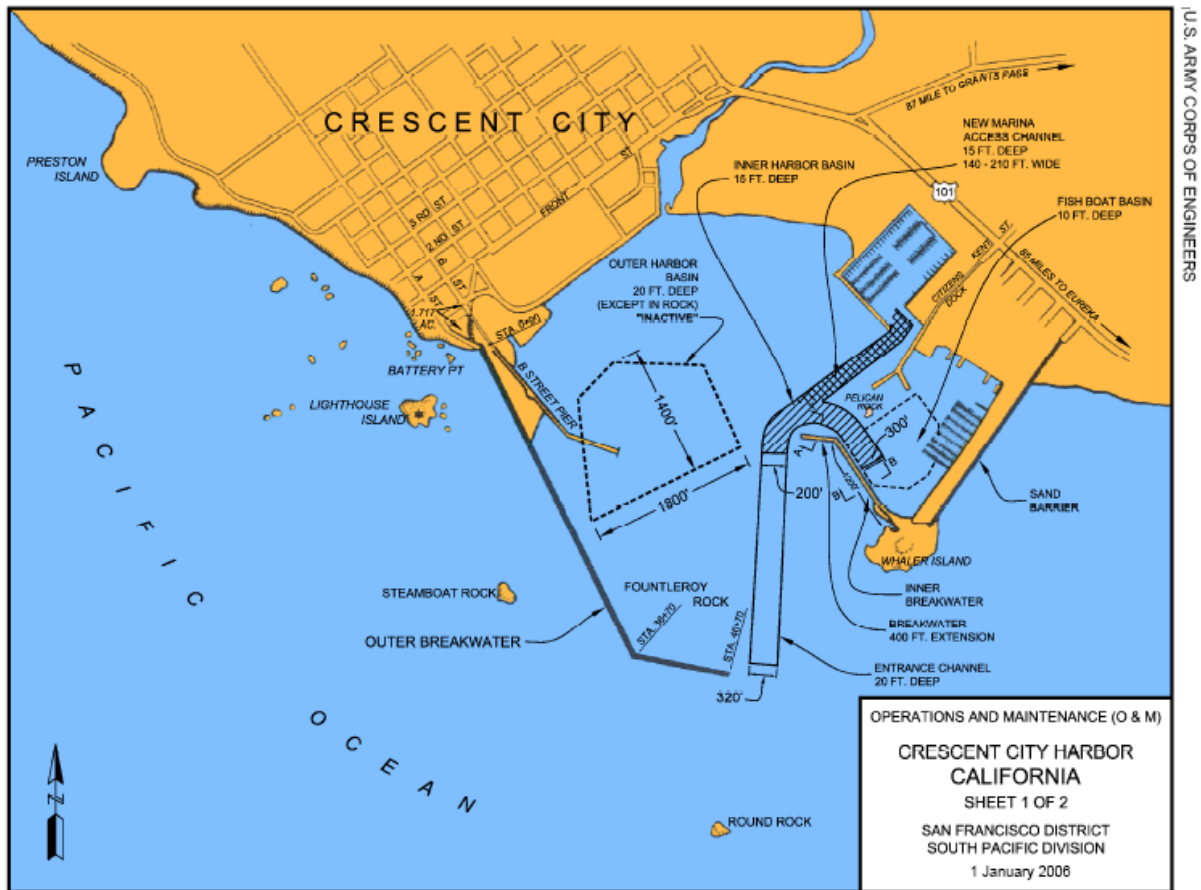 U.S. ARMY CORPS OF ENGINEERS
87 MILE TO GRANTS PASS
CRESCENT CITY
NEW MARINA
ACCESS CHANNEL
15 FT. DEEP
140 - 210 FT. WIDE
PRESTON
ISLAND
INNER HARBOR BASIN
15 FT. DEEP
101
FISH BOAT BASIN
10 FT. DEEP
3 RD ST.
2 ND ST.
FRONT ST.
B ST.
A ST.
KENT ST.
CITIZENS
DOCK
65 MILES TO EUREKA
OUTER HARBOR
BASIN
20 FT. DEEP
(EXCEPT IN ROCK)
"INACTIVE"
1.717
AC.
STA. 0+00
BATTERY PT
B STREET PIER
LIGHTHOUSE
ISLAND
1400'
1800'
PELICAN
ROCK
300'
A
B
200'
1200'
B
SAND
BARRIER
WHALER ISLAND
PACIFIC
OCEAN
STEAMBOAT ROCK
FOUNTLEROY
ROCK
INNER
BREAKWATER
OUTER BREAKWATER
STA. 36+70
STA. 46+70
BREAKWATER
400 FT. EXTENSION
ENTRANCE CHANNEL
20 FT. DEEP
320'
ROUND ROCK
N
OPERATIONS AND MAINTENANCE (O & M)
CRESCENT CITY HARBOR
CALIFORNIA
SHEET 1 OF 2
SAN FRANCISCO DISTRICT
SOUTH PACIFIC DIVISION
1 January 2006